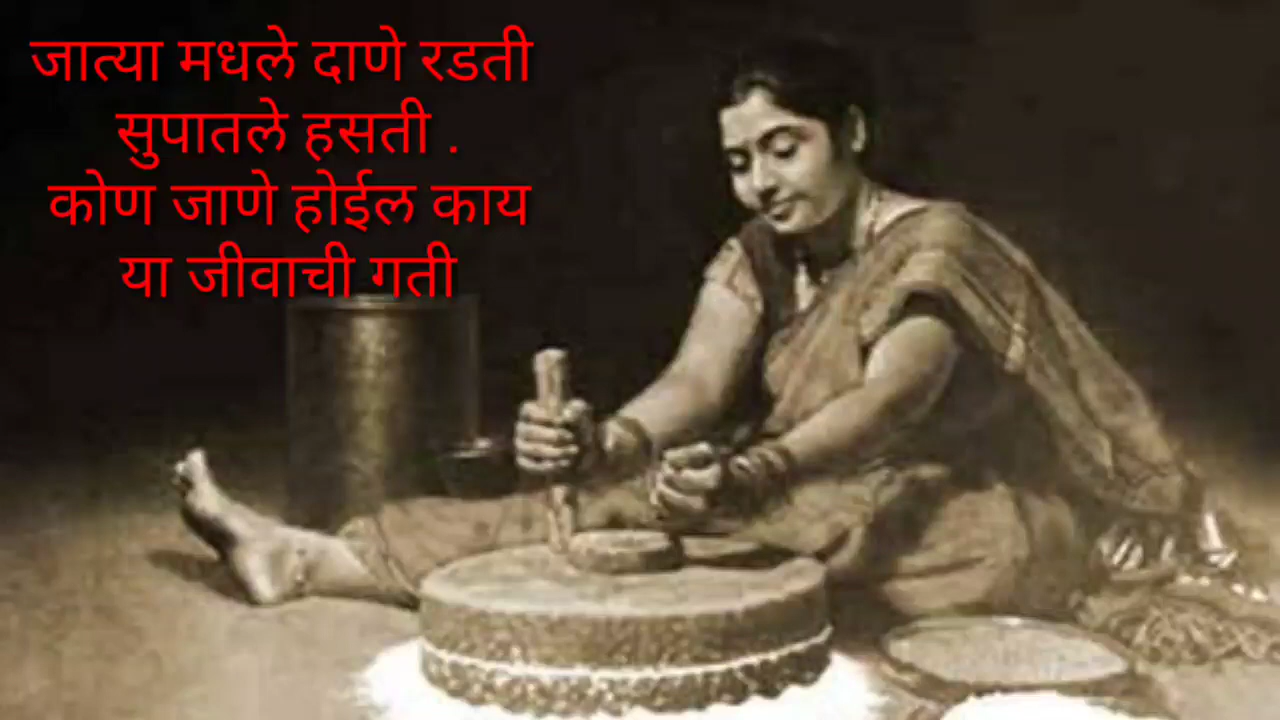 जात्या मधले दाणे रडती
सुपातले हसती .
कोण जाणे होईल काय
या जीवाची गती